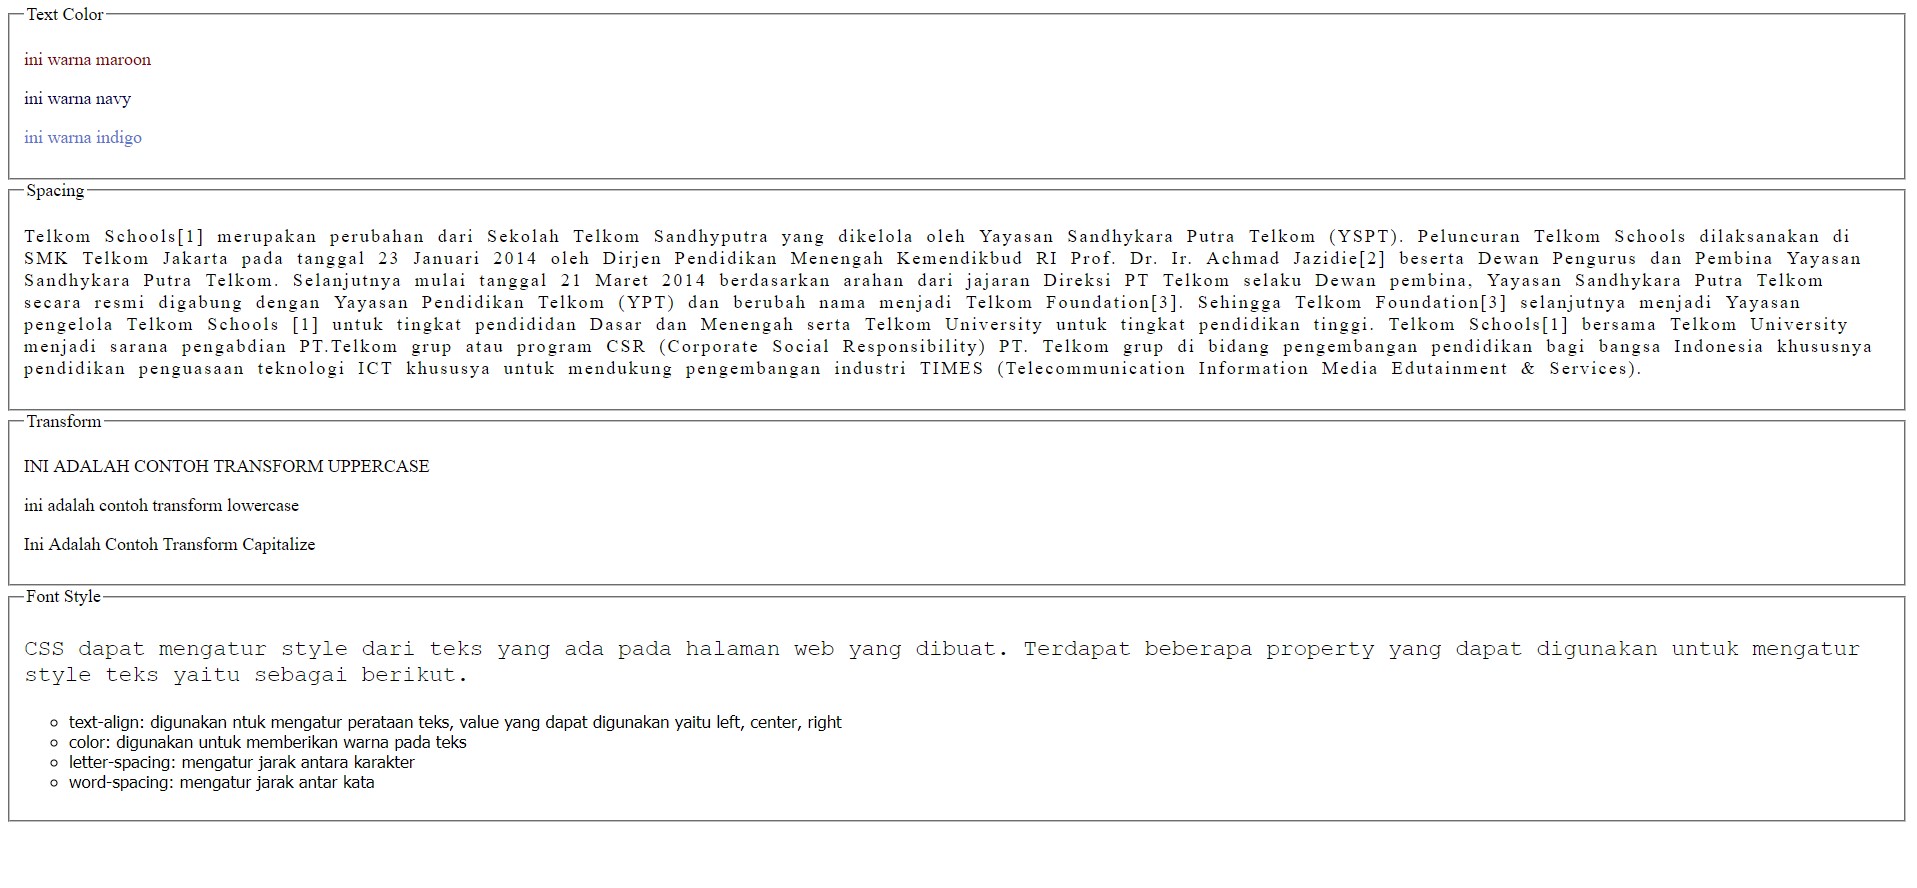 Text Color
ini warna maroon
ini warna navy
ini warna indigo
Spacing
Telkom Schools[1] merupakan perubahan dari Sekolah Telkom Sandhyputra yang dikelola oleh Yayasan Sandhykara Putra Telkom (YSPT). Peluncuran Telkom Schools dilaksanakan di
SMK Telkom Jakarta pada tanggal 23 Januari 2014 oleh Dirjen Pendidikan Menengah Kemendikbud RI Prof. Dr. Ir. Achmad Jazidie[2] beserta Dewan Pengurus dan Pembina Yayasan
Sandhykara Putra Telkom. Selanjutnya mulai tanggal 21 Maret 2014 berdasarkan arahan dari jajaran Direksi PT Telkom selaku Dewan pembina, Yayasan Sandhykara Putra Telkom
secara resmi digabung dengan Yayasan Pendidikan Telkom (YPT) dan berubah nama menjadi Telkom Foundation[3]. Sehingga Telkom Foundation[3] selanjutnya menjadi Yayasan
pengelola Telkom Schools [1] untuk tingkat pendididan Dasar dan Menengah serta Telkom University untuk tingkat pendidikan tinggi. Telkom Schools[1] bersama Telkom University
menjadi sarana pengabdian PT.Telkom grup atau program CSR (Corporate Social Responsibility) PT. Telkom grup di bidang pengembangan pendidikan bagi bangsa Indonesia khususnya
pendidikan penguasaan teknologi ICT khususya untuk mendukung pengembangan industri TIMES (Telecommunication Information Media Edutainment & Services).
Transform
INI ADALAH CONTOH TRANSFORM UPPERCASE
ini adalah contoh transform lowercase
Ini Adalah Contoh Transform Capitalize
Font Style
CSS dapat mengatur style dari teks yang ada pada halaman web yang dibuat. Terdapat beberapa property yang dapat digunakan untuk mengatur
style teks yaitu sebagai berikut.
text-align: digunakan ntuk mengatur perataan teks, value yang dapat digunakan yaitu left, center, right
color: digunakan untuk memberikan warna pada teks
letter-spacing: mengatur jarak antara karakter
word-spacing: mengatur jarak antar kata